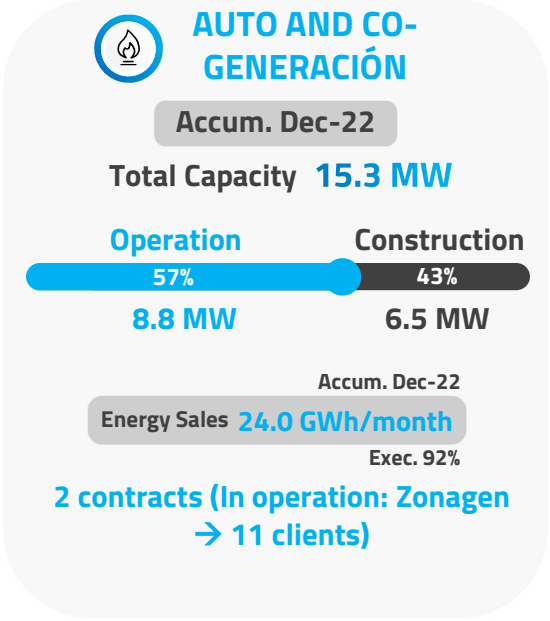 AUTO AND CO-
GENERACIÓN
Accum. Dec-22
Total Capacity 15.3 MW
Operation Construction
57% 43%
8.8 MW 6.5 MW
Accum. Dec-22
Energy Sales 24.0 GWh/month
Exec. 92%
2 contracts (In operation: Zonagen
→ 11 clients)